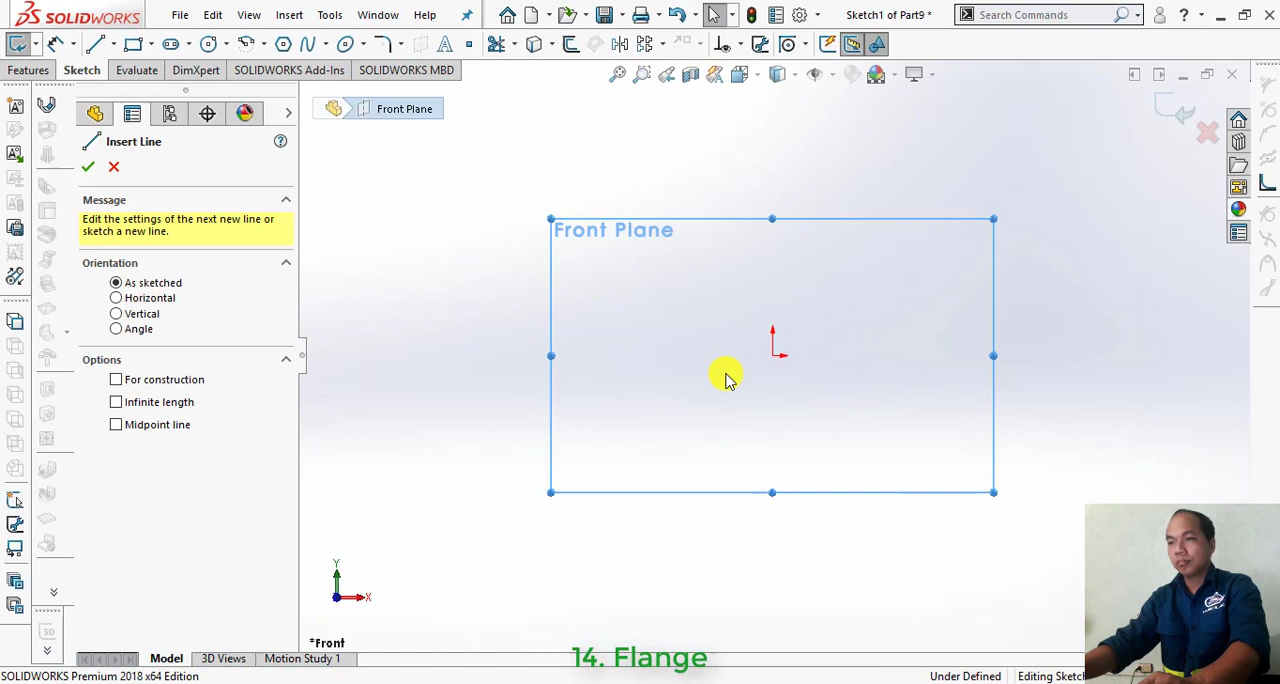 SOLIDWORKS
File
Edit
View
Insert
Tools
Window
Help
Sketch1 of Part9 *
Search Commands
Features
Sketch
Evaluate
DimXpert
SOLIDWORKS Add-Ins
SOLIDWORKS MBD
Insert Line
Message
Edit the settings of the next new line or
sketch a new line.
Orientation
As sketched
Horizontal
Vertical
Angle
Options
For construction
Infinite length
Midpoint line
Front Plane
Front Plane
Y
X
*Front
14. Flange
3D
Model
3D Views
Motion Study 1
SOLIDWORKS Premium 2018 x64 Edition
Under Defined
Editing Sketch